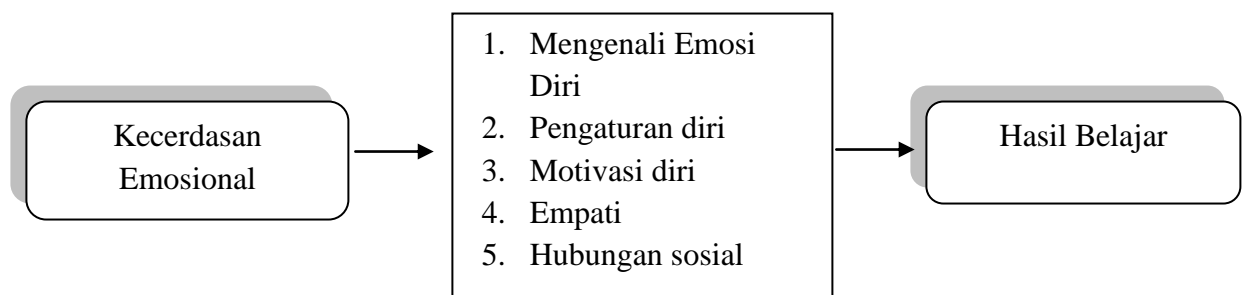 Kecerdasan
Emosional
1. Mengenali Emosi
Diri
2. Pengaturan diri
3. Motivasi diri
4. Empati
5. Hubungan sosial
Hasil Belajar